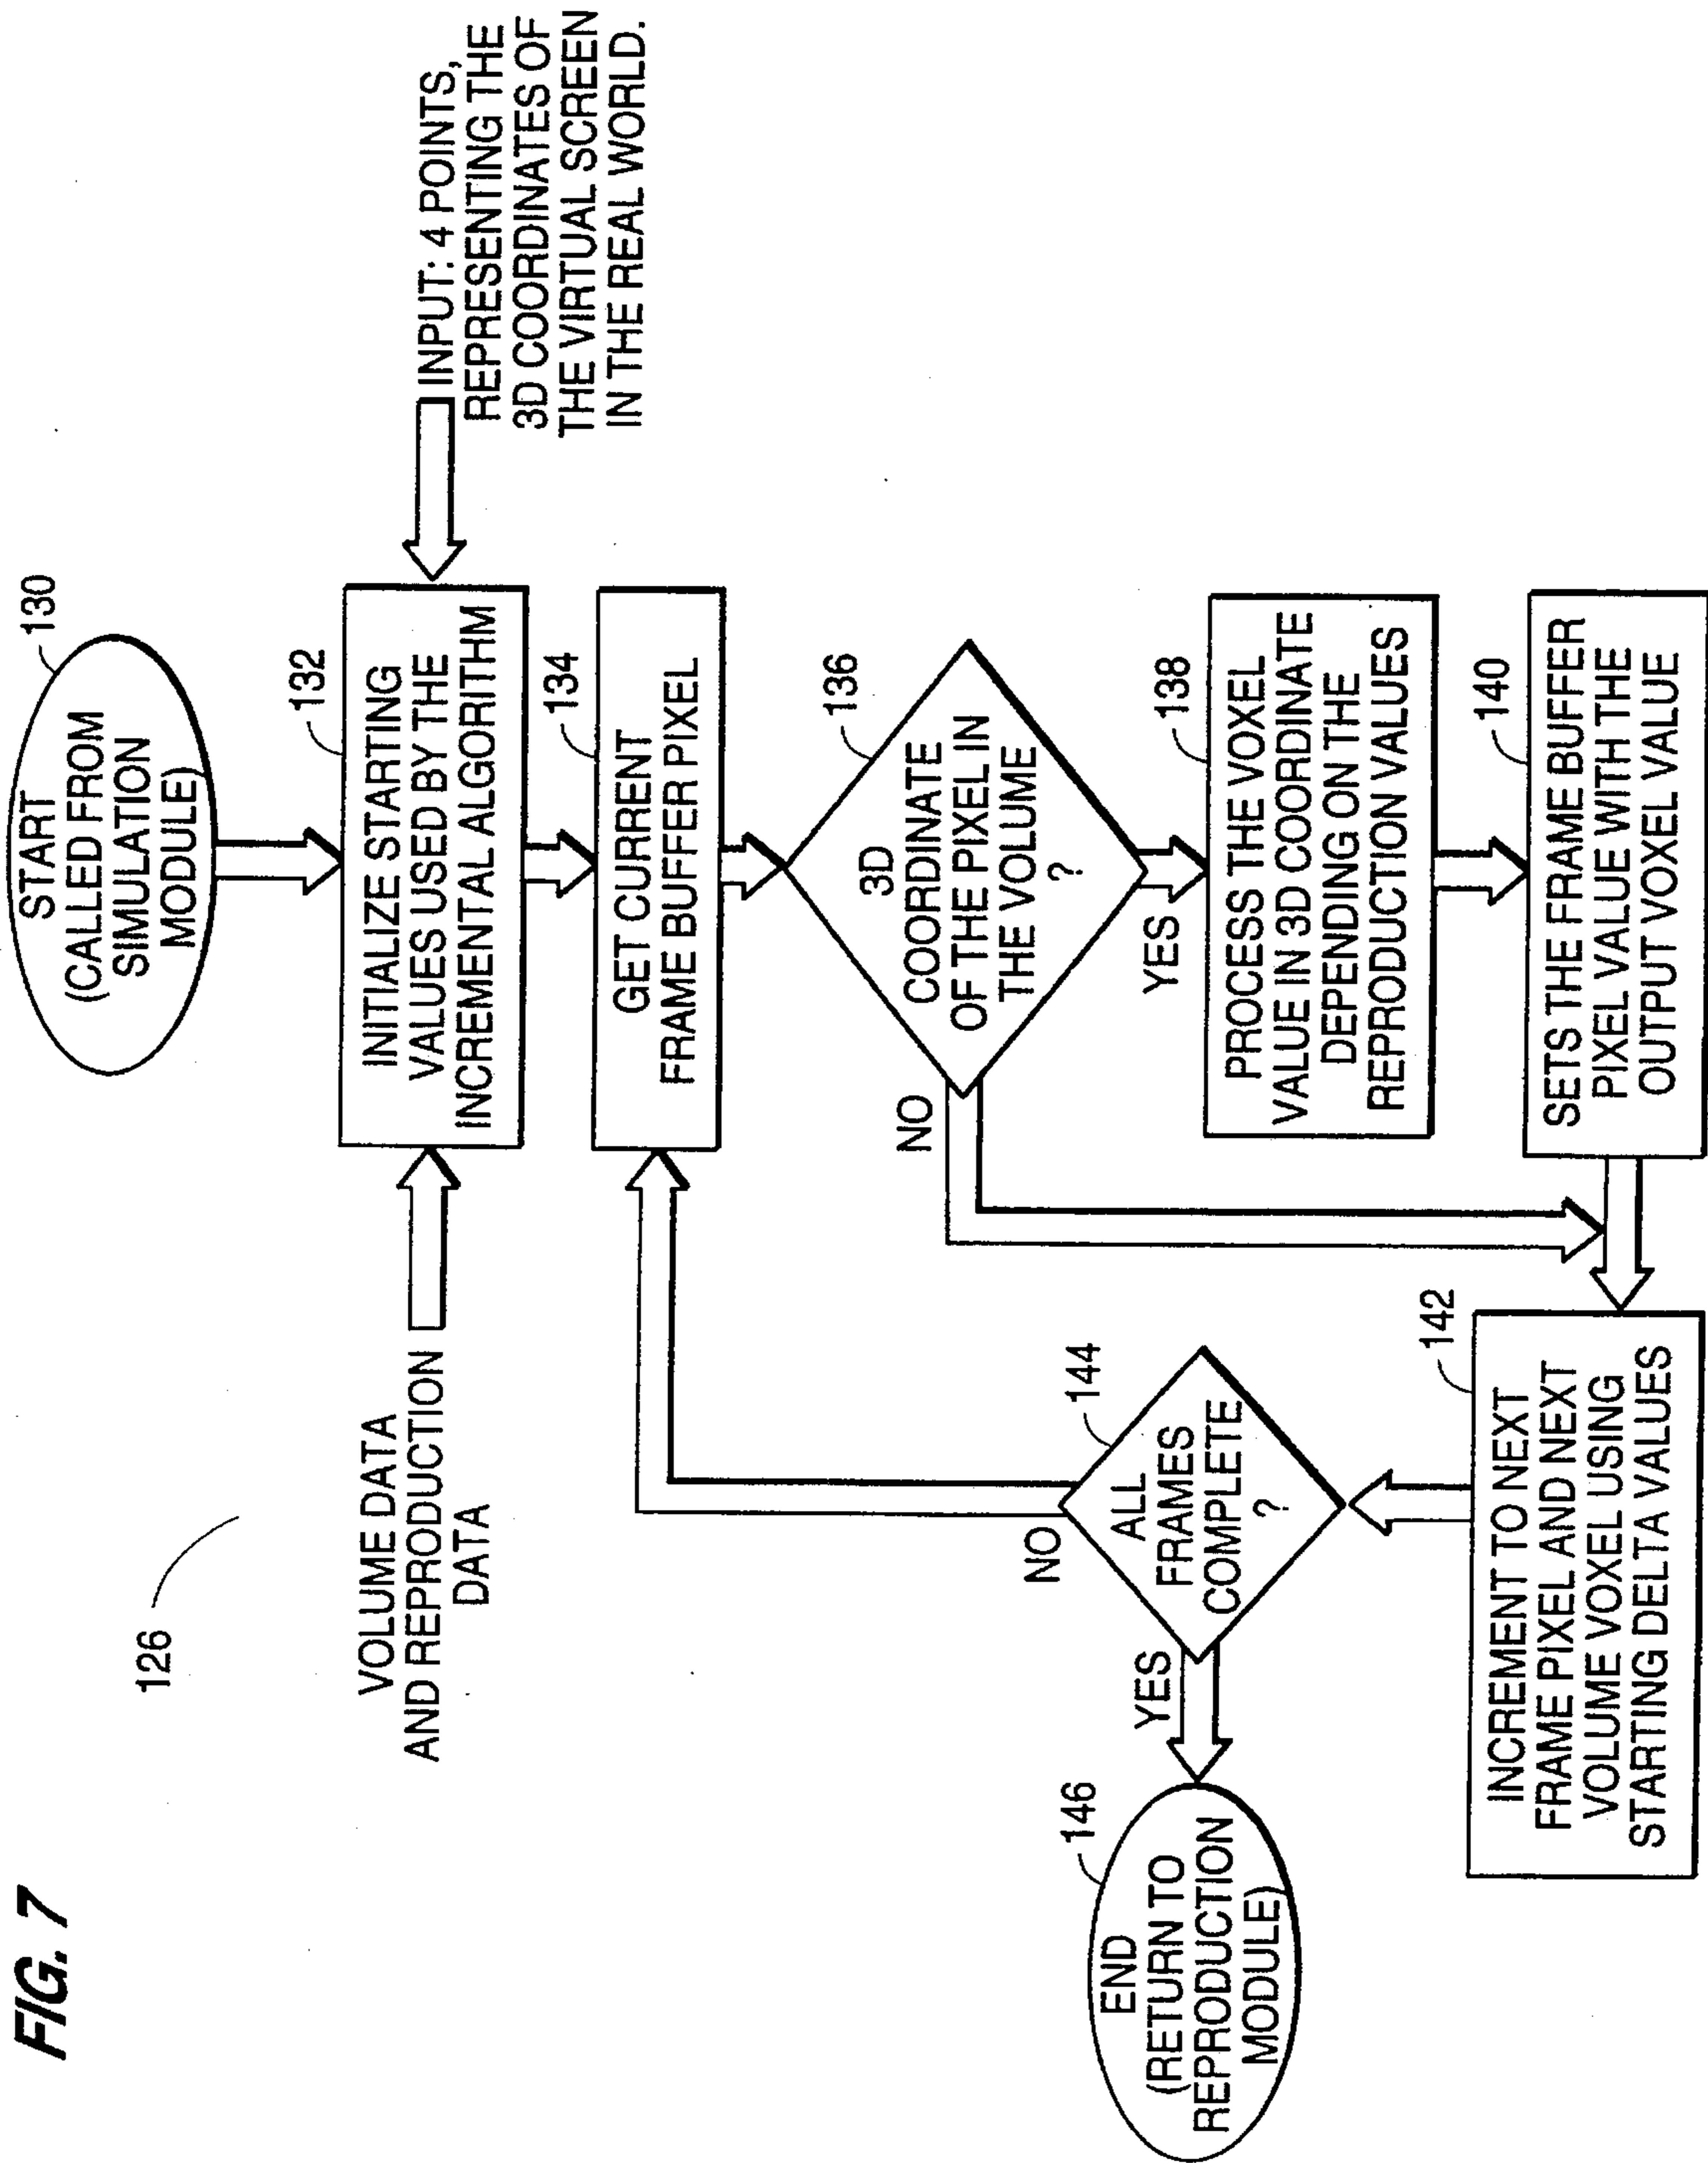 FIG. 7
126
START
(CALLED FROM
SIMULATION
MODULE)
130
VOLUME DATA
AND REPRODUCTION
DATA
INITIALIZE STARTING
VALUES USED BY THE
INCREMENTAL ALGORITHM
132
INPUT: 4 POINTS,
REPRESENTING THE
3D COORDINATES OF
THE VIRTUAL SCREEN
IN THE REAL WORLD.
GET CURRENT
FRAME BUFFER PIXEL
134
3D
COORDINATE
OF THE PIXEL IN
THE VOLUME
?
136
NO
YES
PROCESS THE VOXEL
VALUE IN 3D COORDINATE
DEPENDING ON THE
REPRODUCTION VALUES
138
SETS THE FRAME BUFFER
PIXEL VALUE WITH THE
OUTPUT VOXEL VALUE
140
INCREMENT TO NEXT
FRAME PIXEL AND NEXT
VOLUME VOXEL USING
STARTING DELTA VALUES
142
ALL
FRAMES
COMPLETE
?
144
NO
YES
END
(RETURN TO
REPRODUCTION
MODULE)
146